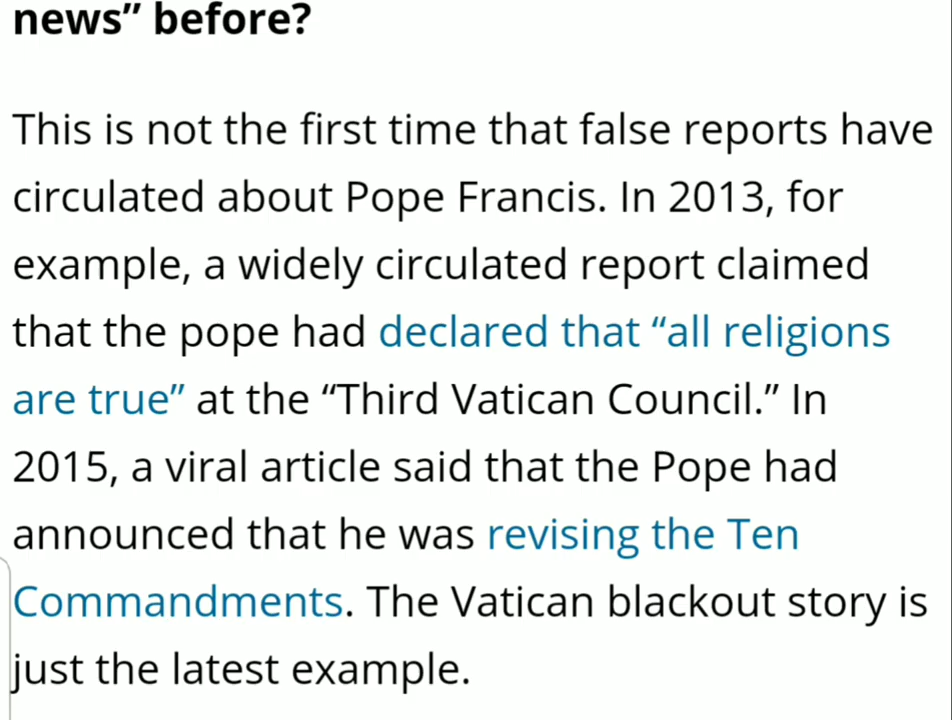 news” before?
This is not the first time that false reports have
circulated about Pope Francis. In 2013, for
example, a widely circulated report claimed
that the pope had declared that “all religions
are true” at the “Third Vatican Council.” In
2015, a viral article said that the Pope had
announced that he was revising the Ten
Commandments. The Vatican blackout story is
just the latest example.